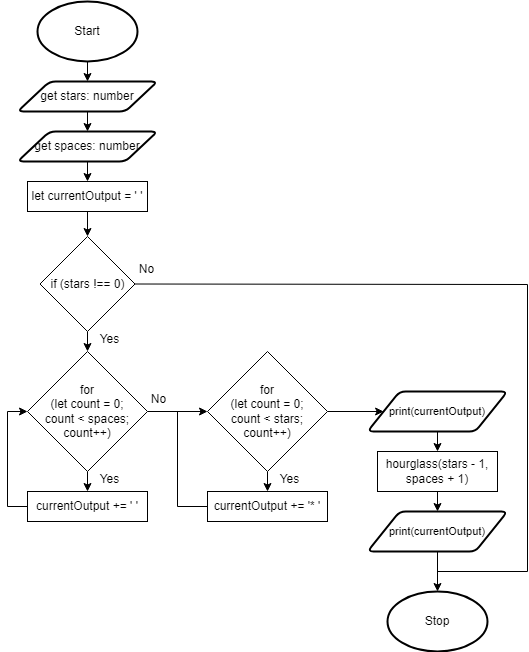 Start
get stars: number
get spaces: number
let currentOutput = ' '
if (stars !== 0)
No
Yes
for
(let count = 0;
count < spaces;
count++)
No
Yes
currentOutput += ' '
for
(let count = 0;
count < stars;
count++)
Yes
currentOutput += '* '
print(currentOutput)
hourglass(stars - 1,
spaces + 1)
print(currentOutput)
Stop